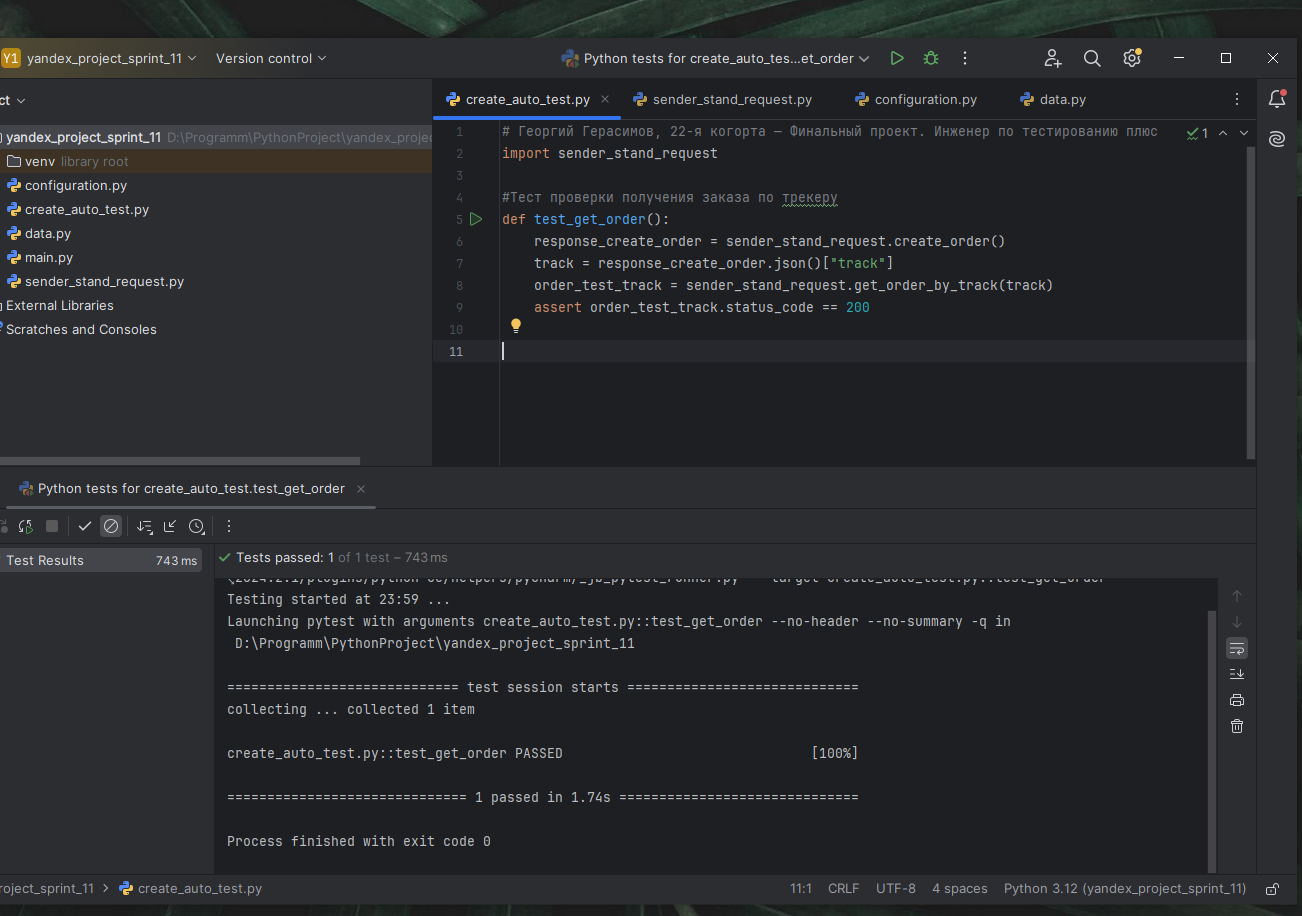 Y1 yandex_project_sprint_11 Version control Python tests for create_auto_tes...et_order
ct
create_auto_test.py sender_stand_request.py configuration.py data.py
yandex_project_sprint_11 D:\Programm\PythonProject\yandex_projec
venv library root
configuration.py
create_auto_test.py
data.py
main.py
sender_stand_request.py
External Libraries
Scratches and Consoles
1 # Георгий Герасимов, 22-я когорта — Финальный проект. Инженер по тестированию плюс
1
2 import sender_stand_request
3
4 #Тест проверки получения заказа по трекеру
5 def test_get_order():
6 response_create_order = sender_stand_request.create_order()
7 track = response_create_order.json()["track"]
8 order_test_track = sender_stand_request.get_order_by_track(track)
9 assert order_test_track.status_code == 200
10
11
Python tests for create_auto_test.test_get_order
Test Results 743 ms
Tests passed: 1 of 1 test – 743 ms
Testing started at 23:59 ...
Launching pytest with arguments create_auto_test.py::test_get_order --no-header --no-summary -q in
D:\Programm\PythonProject\yandex_project_sprint_11
============================= test session starts =============================
collecting ... collected 1 item
create_auto_test.py::test_get_order PASSED [100%]
============================== 1 passed in 1.74s ==============================
Process finished with exit code 0
roject_sprint_11 > create_auto_test.py
11:1 CRLF UTF-8 4 spaces Python 3.12 (yandex_project_sprint_11)